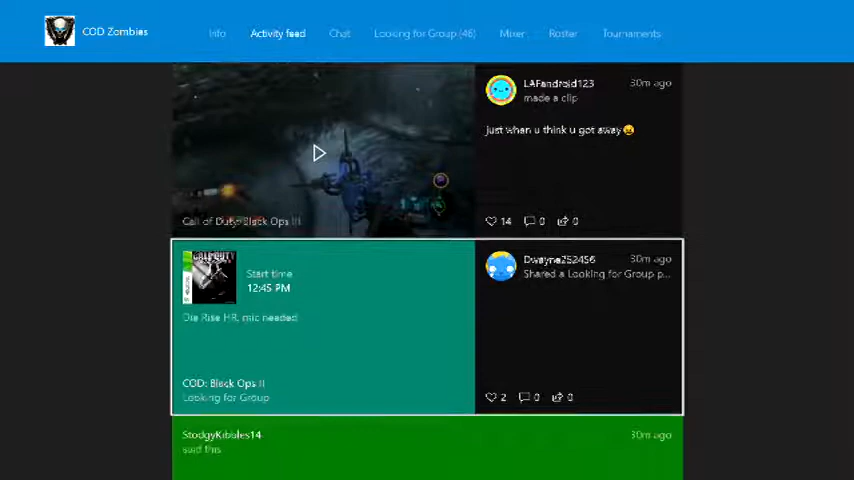 COD Zombies
Info Activity feed Chat Looking for Group (46) Mixer Roster Tournaments
LAFandroid123 30m ago
made a clip
just when u think u got away😆
Call of Duty: Black Ops III
14 0 0
Start time
12:45 PM
Die Rise HR, mic needed
COD: Black Ops II
Looking for Group
Dwayne252456 30m ago
Shared a Looking for Group p...
2 0 0
StodgyKibbles14 30m ago
said this